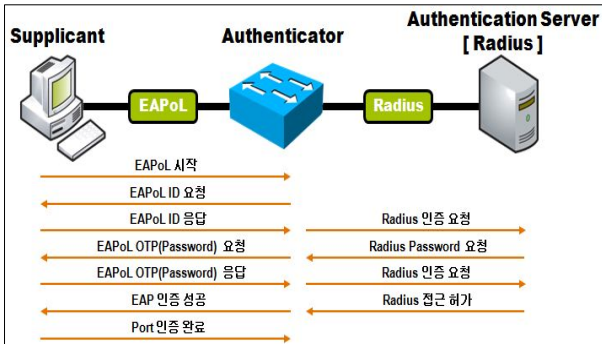 Supplicant
Authenticator
Authentication Server
[ Radius ]
EAPoL
Radius
EAPoL 시작
EAPoL ID 요청
EAPoL ID 응답
Radius 인증 요청
EAPoL OTP(Password) 요청
Radius Password 요청
EAPoL OTP(Password) 응답
Radius 인증 요청
EAP 인증 성공
Radius 접근 허가
Port 인증 완료